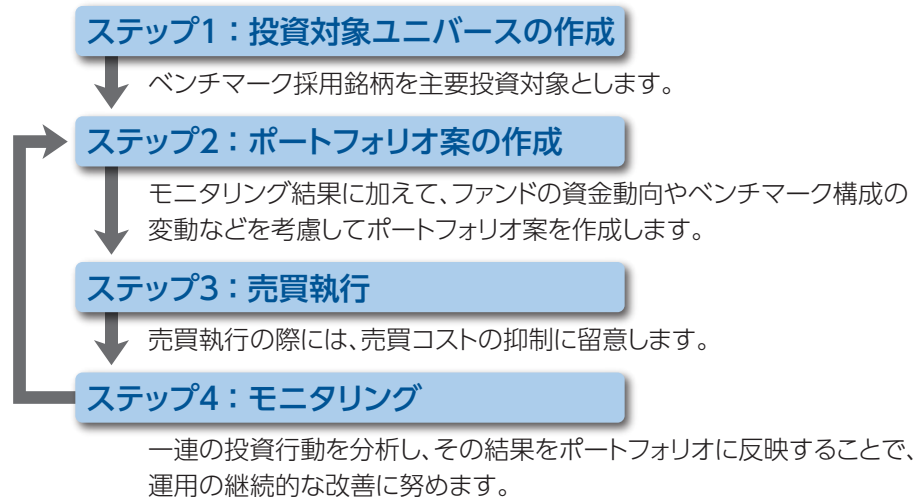 ステップ1：投資対象ユニバースの作成
ベンチマーク採用銘柄を主要投資対象とします。
ステップ2：ポートフォリオ案の作成
モニタリング結果に加えて、ファンドの資金動向やベンチマーク構成の
変動などを考慮してポートフォリオ案を作成します。
ステップ3：売買執行
売買執行の際には、売買コストの抑制に留意します。
ステップ4：モニタリング
一連の投資行動を分析し、その結果をポートフォリオに反映することで、
運用の継続的な改善に努めます。